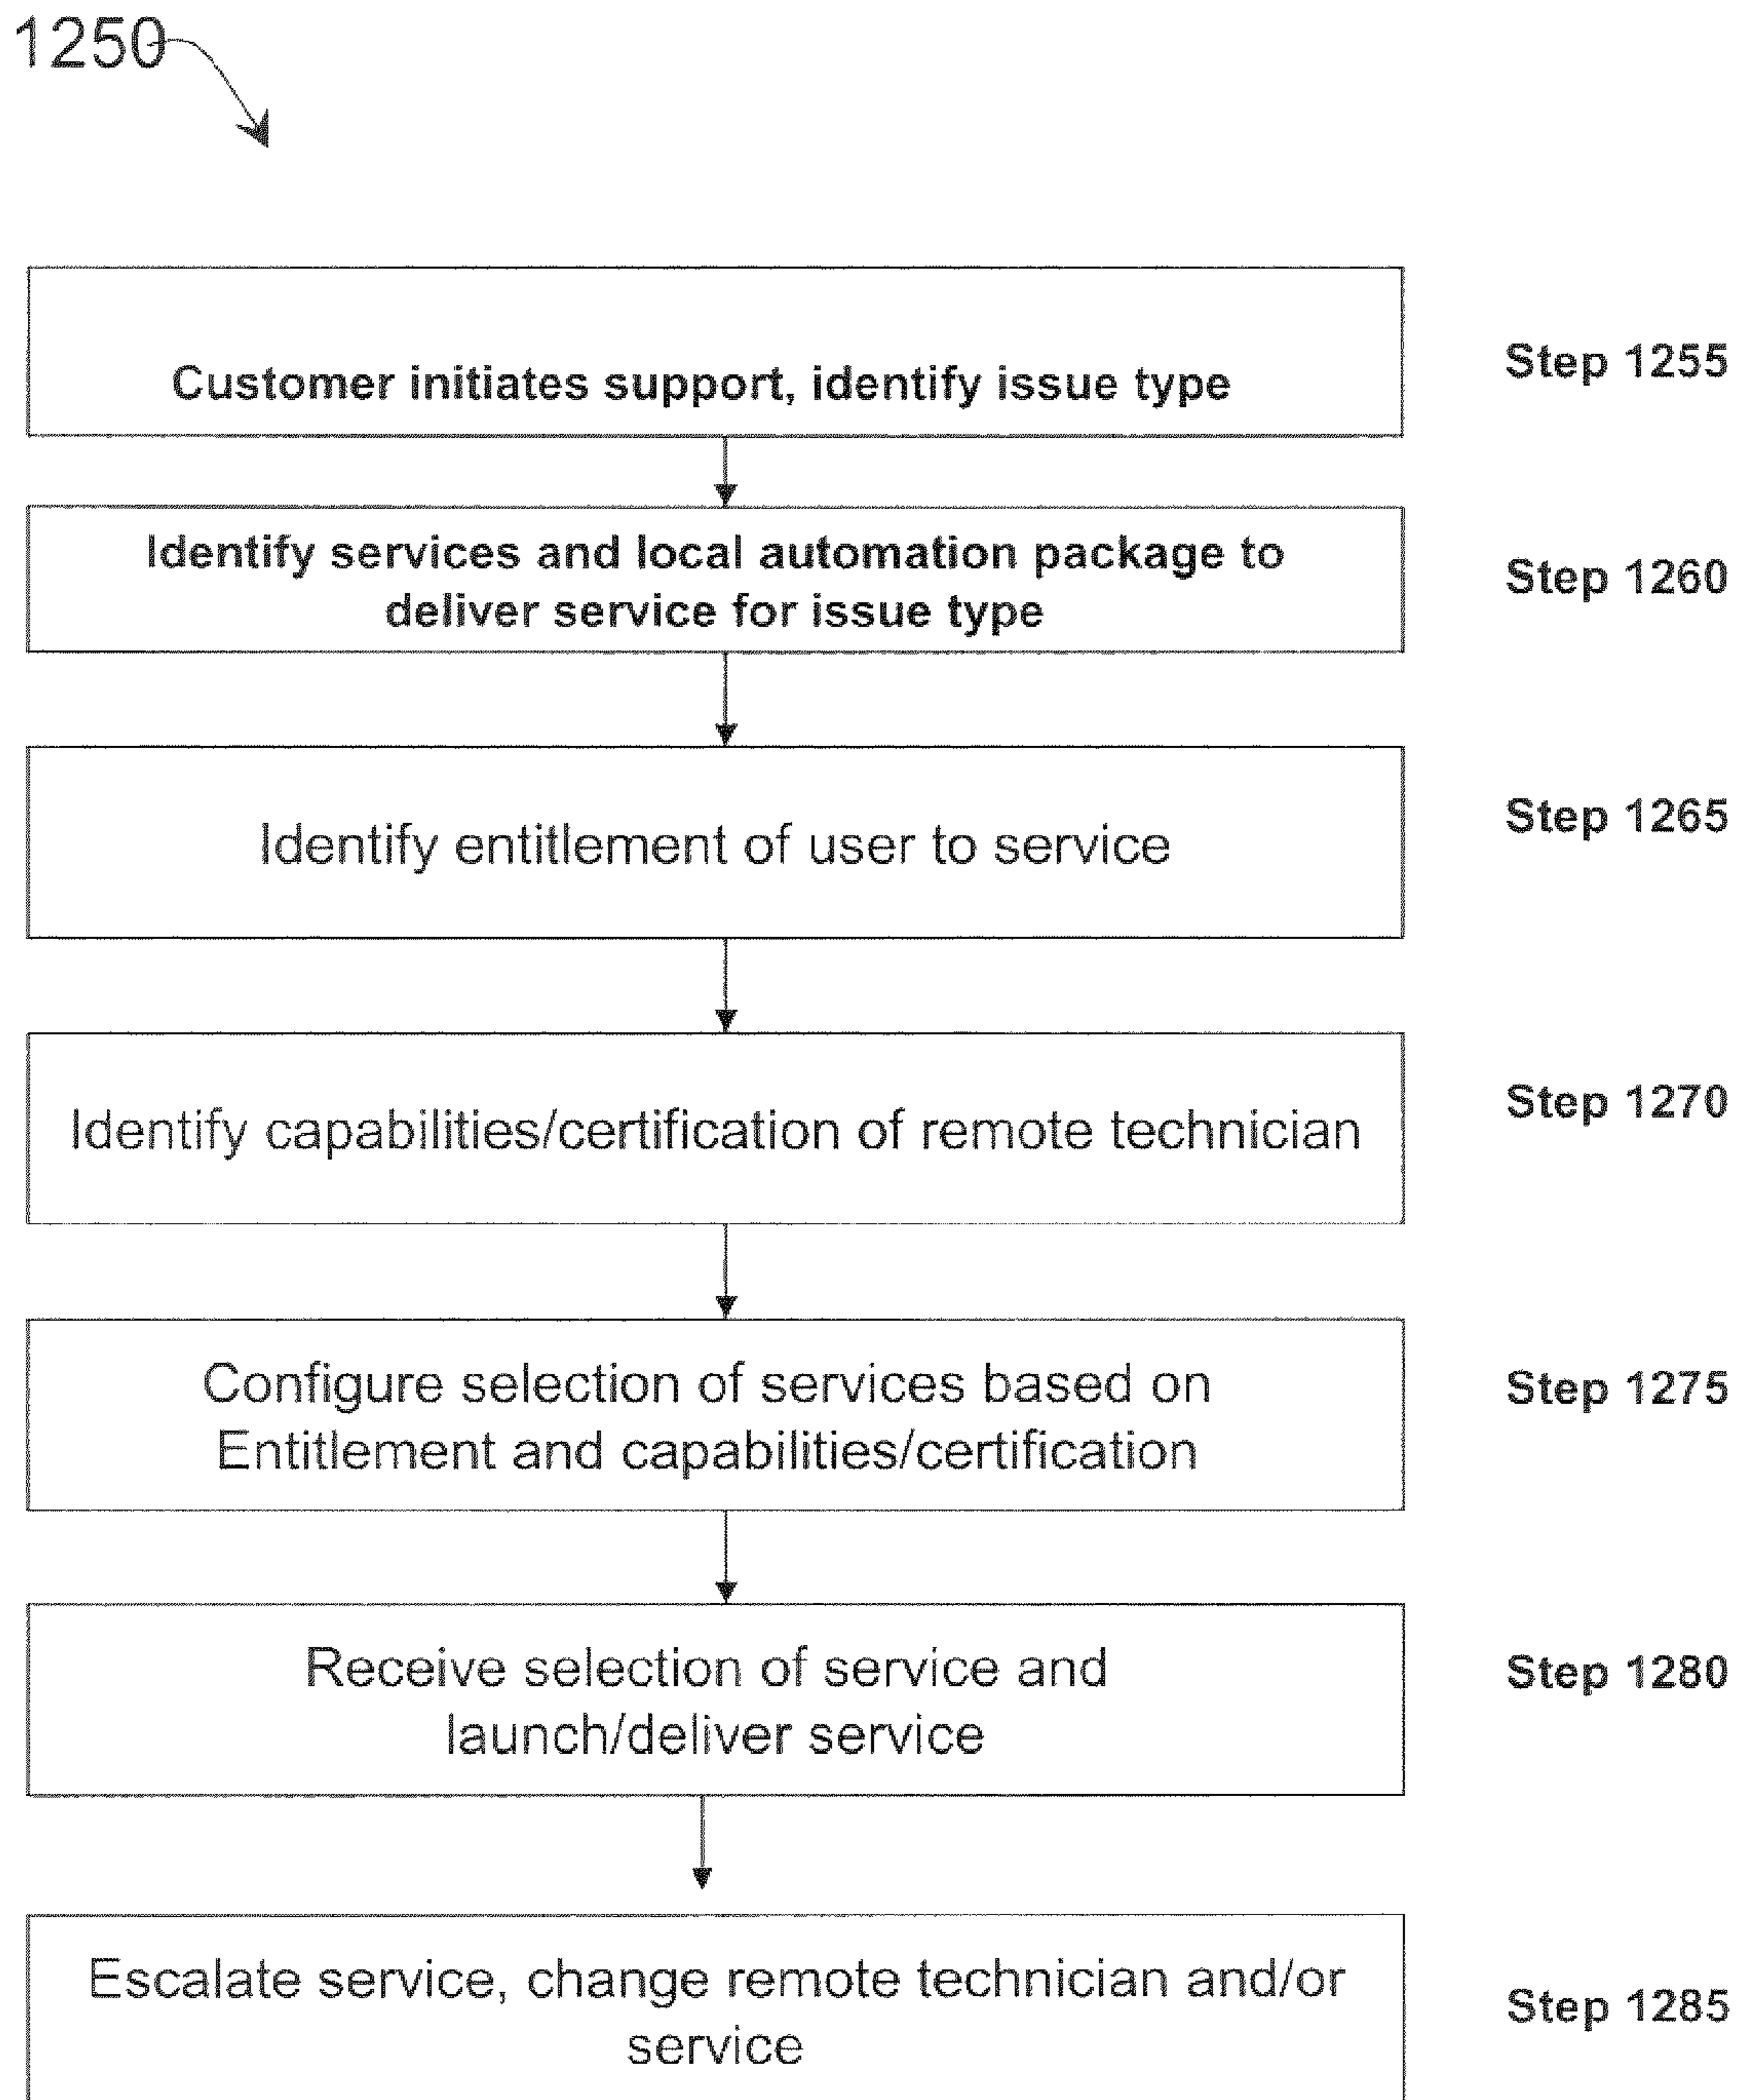 1250
Customer initiates support, identify issue type
Step 1255
Identify services and local automation package to
deliver service for issue type
Step 1260
Identify entitlement of user to service
Step 1265
Identify capabilities/certification of remote technician
Step 1270
Configure selection of services based on
Entitlement and capabilities/certification
Step 1275
Receive selection of service and
launch/deliver service
Step 1280
Escalate service, change remote technician and/or
service
Step 1285